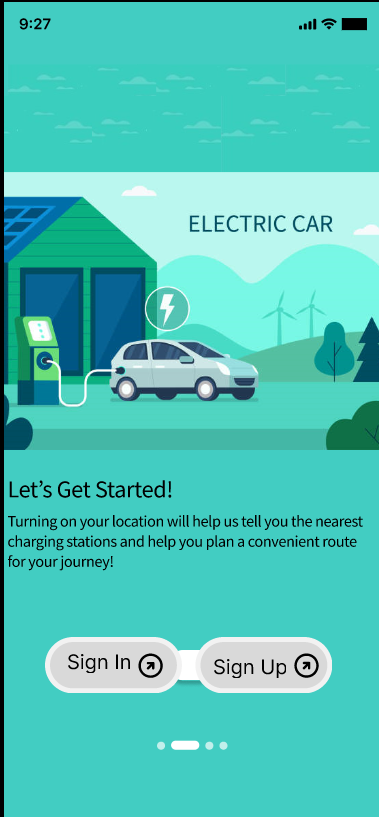 9:27
ELECTRIC CAR
Let’s Get Started!
Turning on your location will help us tell you the nearest
charging stations and help you plan a convenient route
for your journey!
Sign In
Sign Up